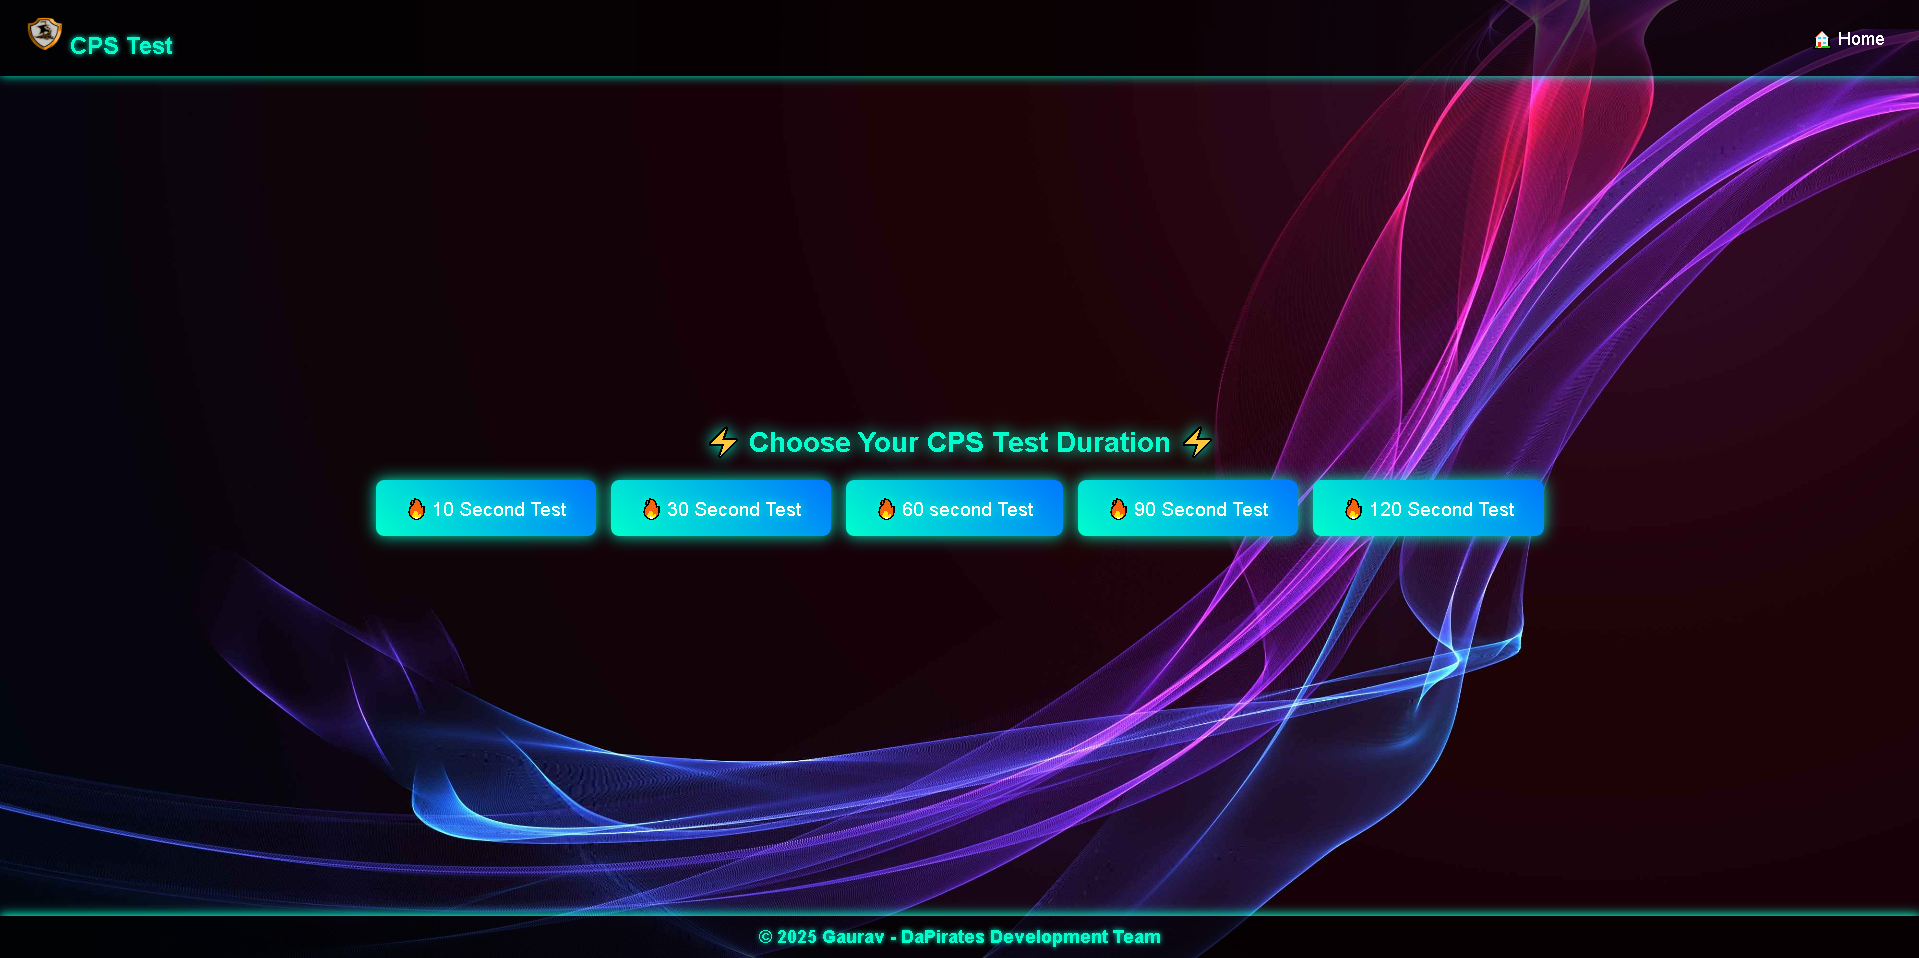 CPS Test
🏠 Home
⚡ Choose Your CPS Test Duration ⚡
🔥 10 Second Test
🔥 30 Second Test
🔥 60 second Test
🔥 90 Second Test
🔥 120 Second Test
© 2025 Gaurav - DaPirates Development Team